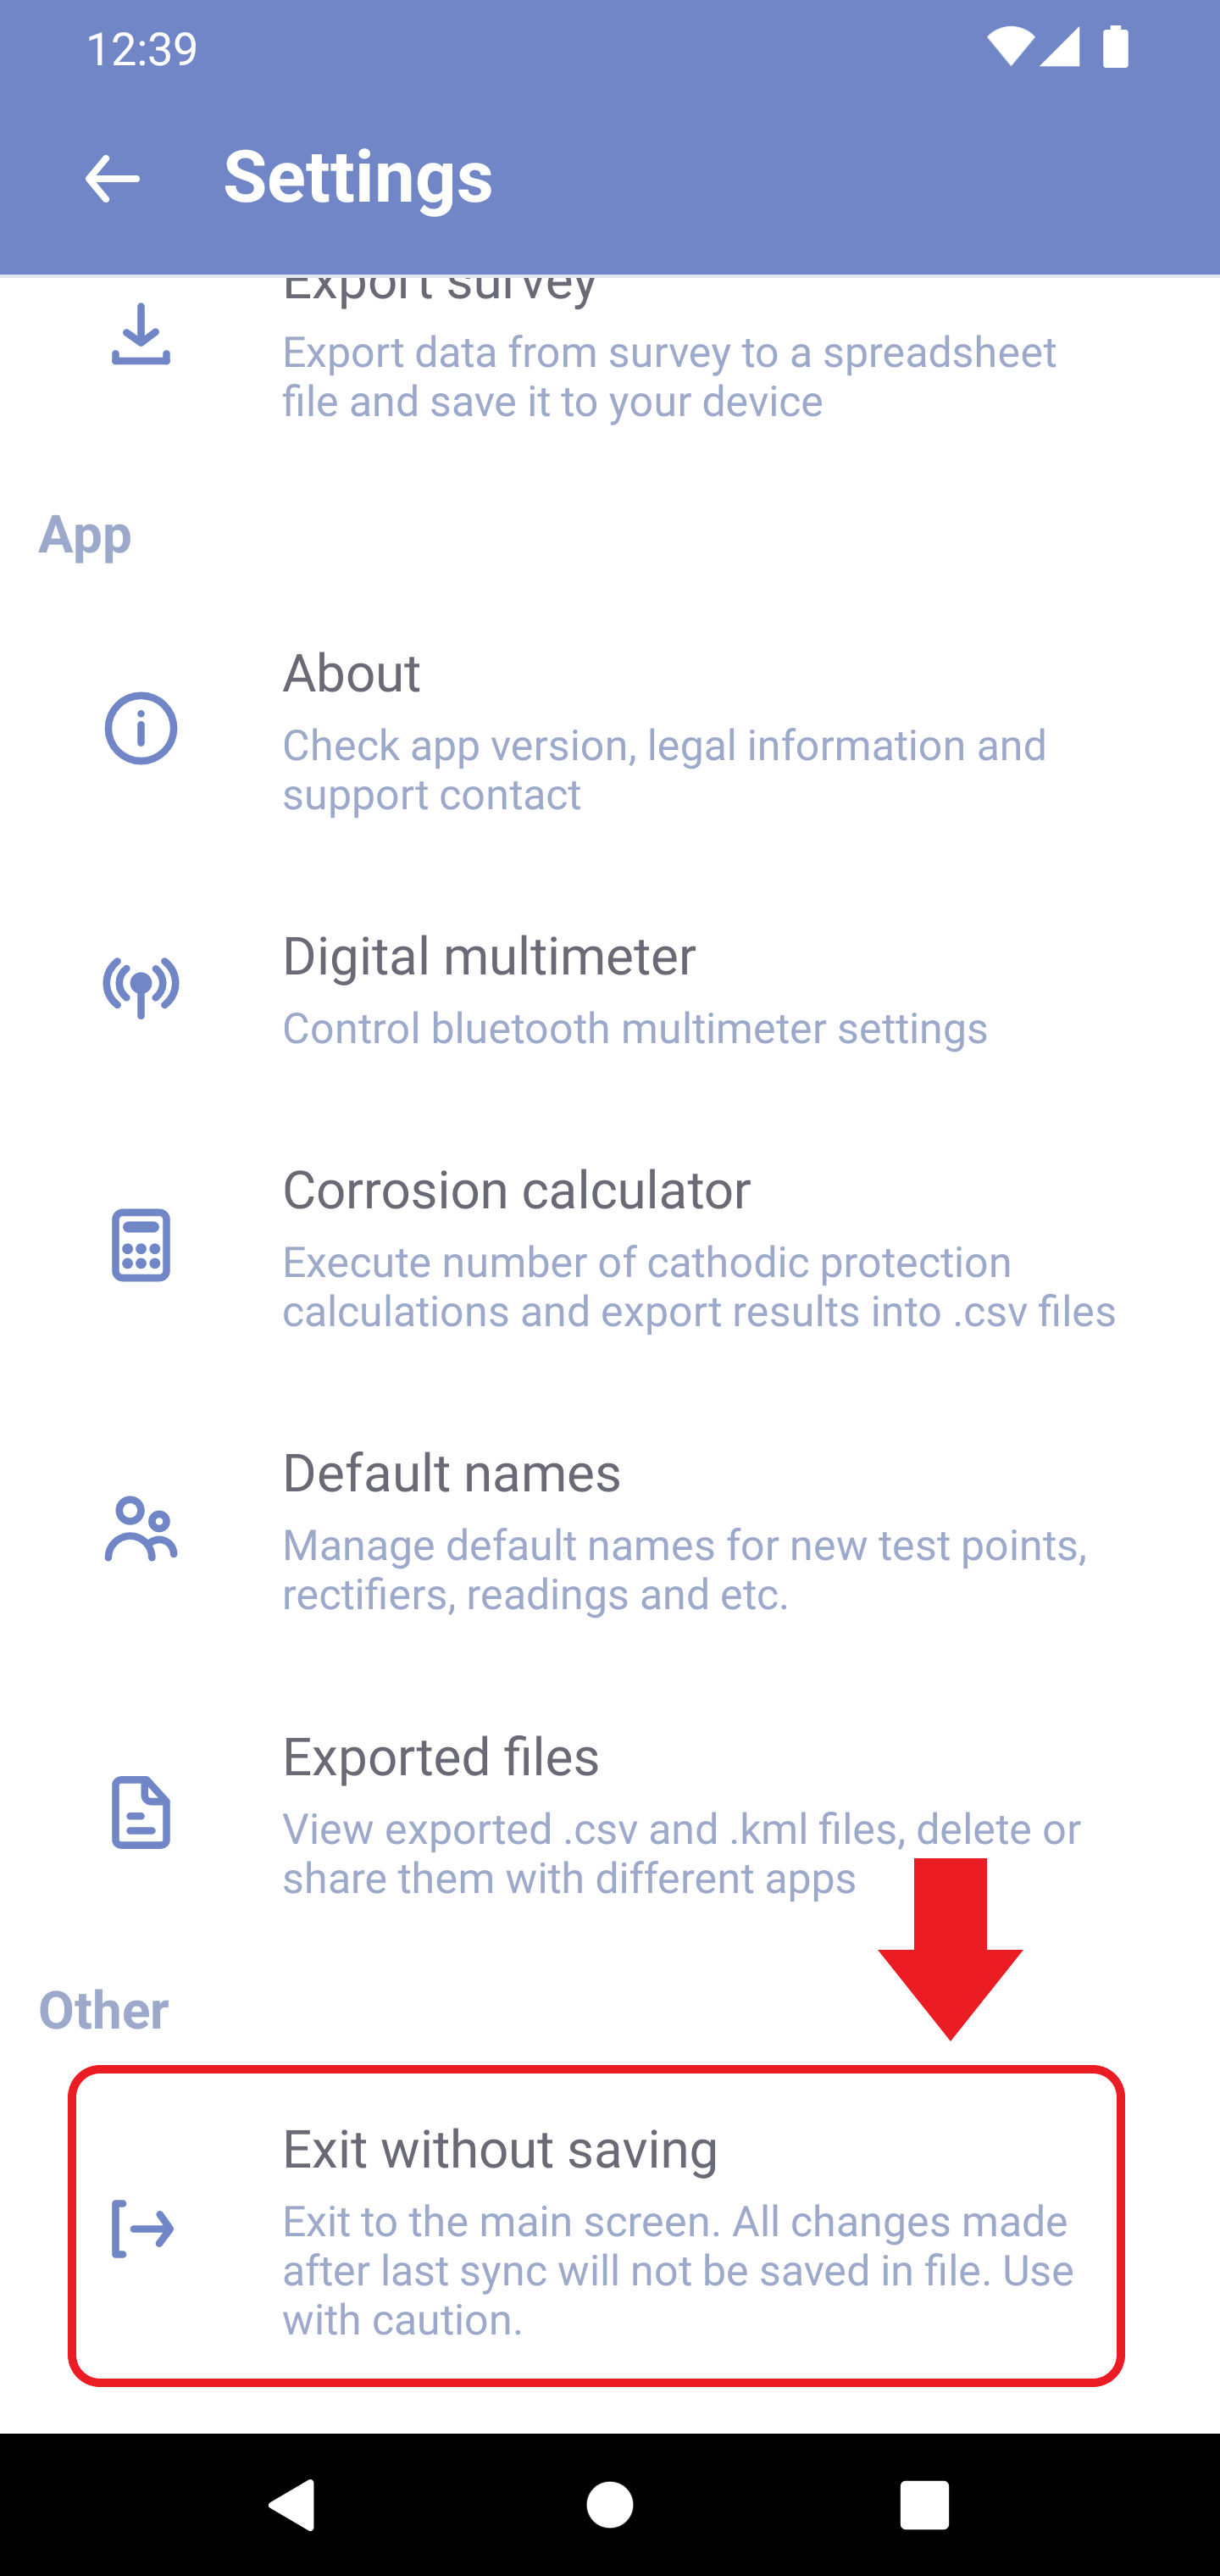 12:39
Settings
Export survey
Export data from survey to a spreadsheet
file and save it to your device
App
About
Check app version, legal information and
support contact
Digital multimeter
Control bluetooth multimeter settings
Corrosion calculator
Execute number of cathodic protection
calculations and export results into .csv files
Default names
Manage default names for new test points,
rectifiers, readings and etc.
Exported files
View exported .csv and .kml files, delete or
share them with different apps
Other
Exit without saving
Exit to the main screen. All changes made
after last sync will not be saved in file. Use
with caution.